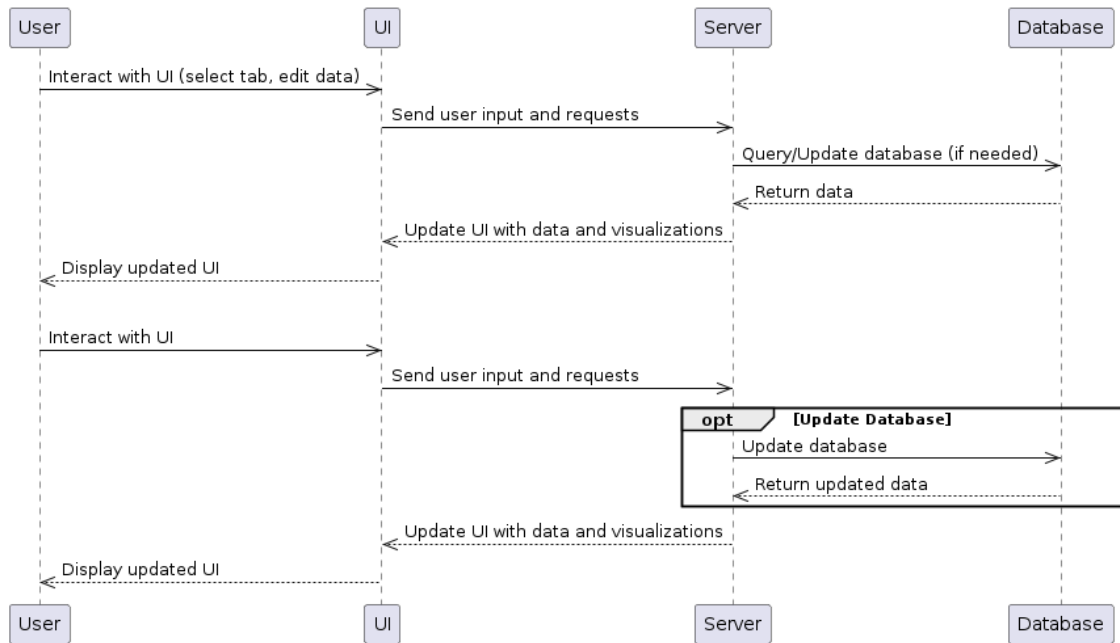 User UI Server Database
Interact with UI (select tab, edit data)
Send user input and requests
Query/Update database (if needed)
Return data
Update UI with data and visualizations
Display updated UI
Interact with UI
Send user input and requests
opt [Update Database]
Update database
Return updated data
Update UI with data and visualizations
Display updated UI
User UI Server Database